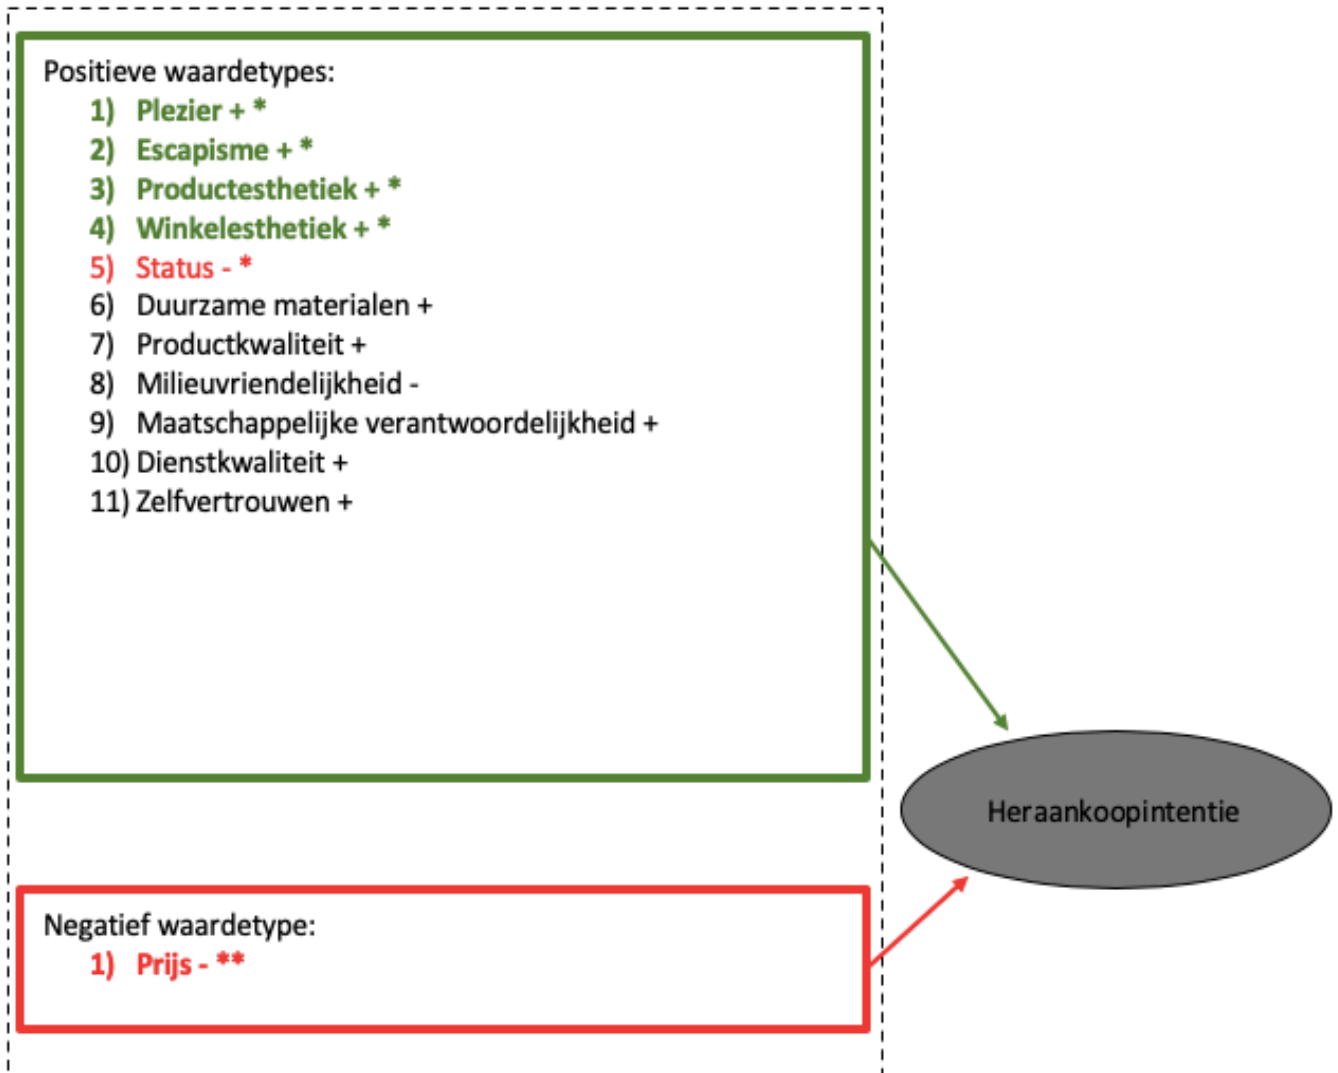 Positieve waardetypes:
1) Plezier + *
2) Escapisme + *
3) Productesthetiek + *
4) Winkelesthetiek + *
5) Status - *
6) Duurzame materialen +
7) Productkwaliteit +
8) Milieuvriendelijkheid -
9) Maatschappelijke verantwoordelijkheid +
10) Dienstkwaliteit +
11) Zelfvertrouwen +
Heraankoopintentie
Negatief waardetype:
1) Prijs - **